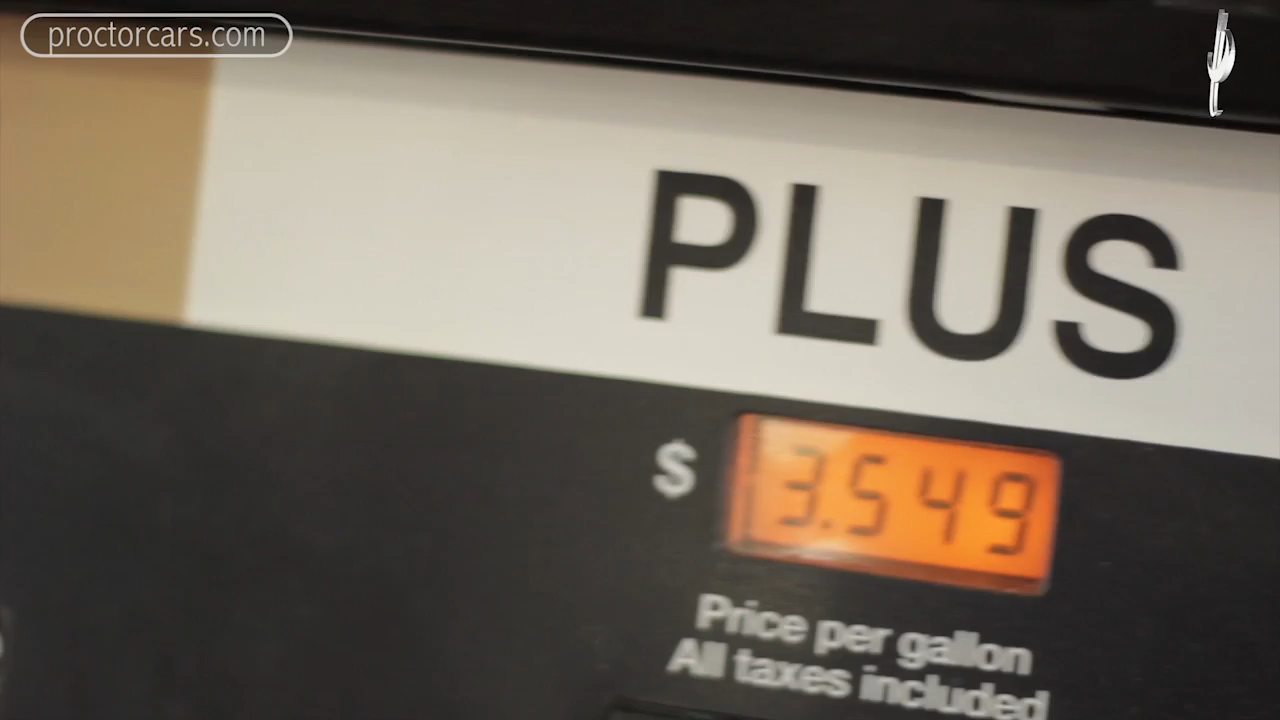 proctorcars.com
PLUS
$ 3.549
Price per gallon
All taxes included